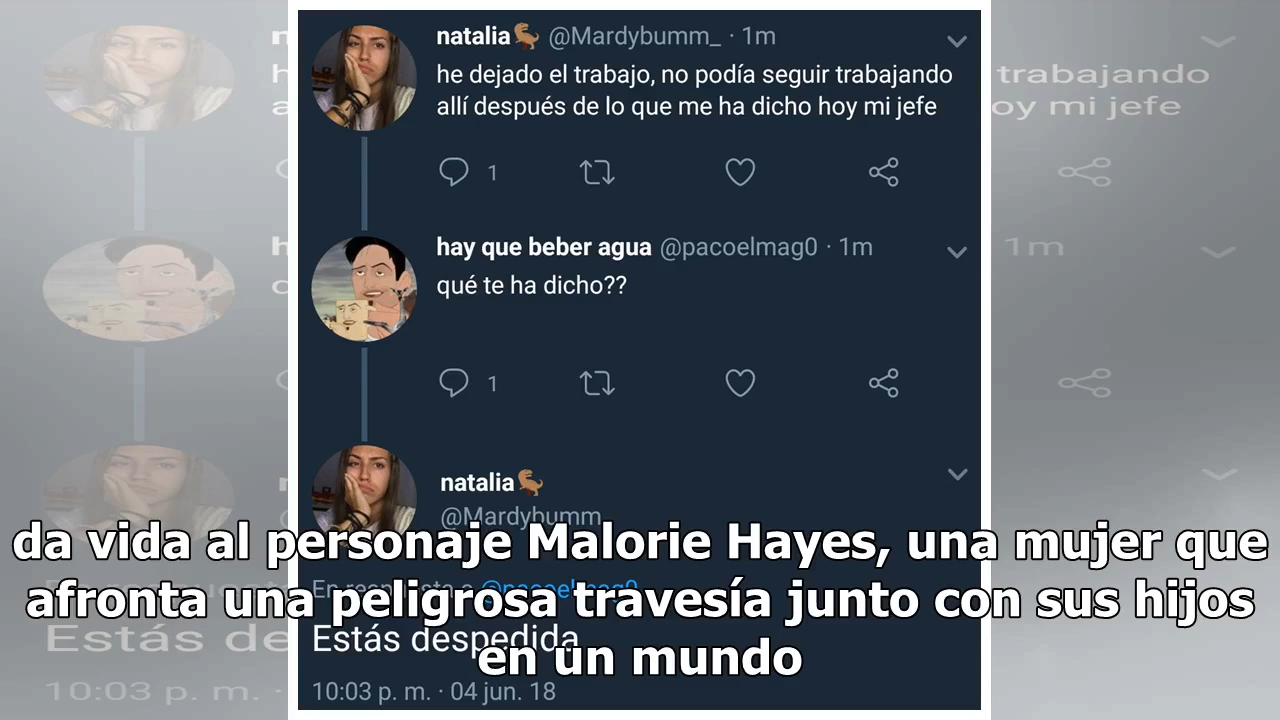 natalia🦖 @Mardybumm_ · 1m
he dejado el trabajo, no podía seguir trabajando
allí después de lo que me ha dicho hoy mi jefe
1
hay que beber agua @pacoelmag0 · 1m
qué te ha dicho??
1
natalia🦖
@Mardybumm_
En respuesta a @pacoelmag0
Estás despedida
10:03 p. m. · 04 jun. 18
da vida al personaje Malorie Hayes, una mujer que
afronta una peligrosa travesía junto con sus hijos
en un mundo